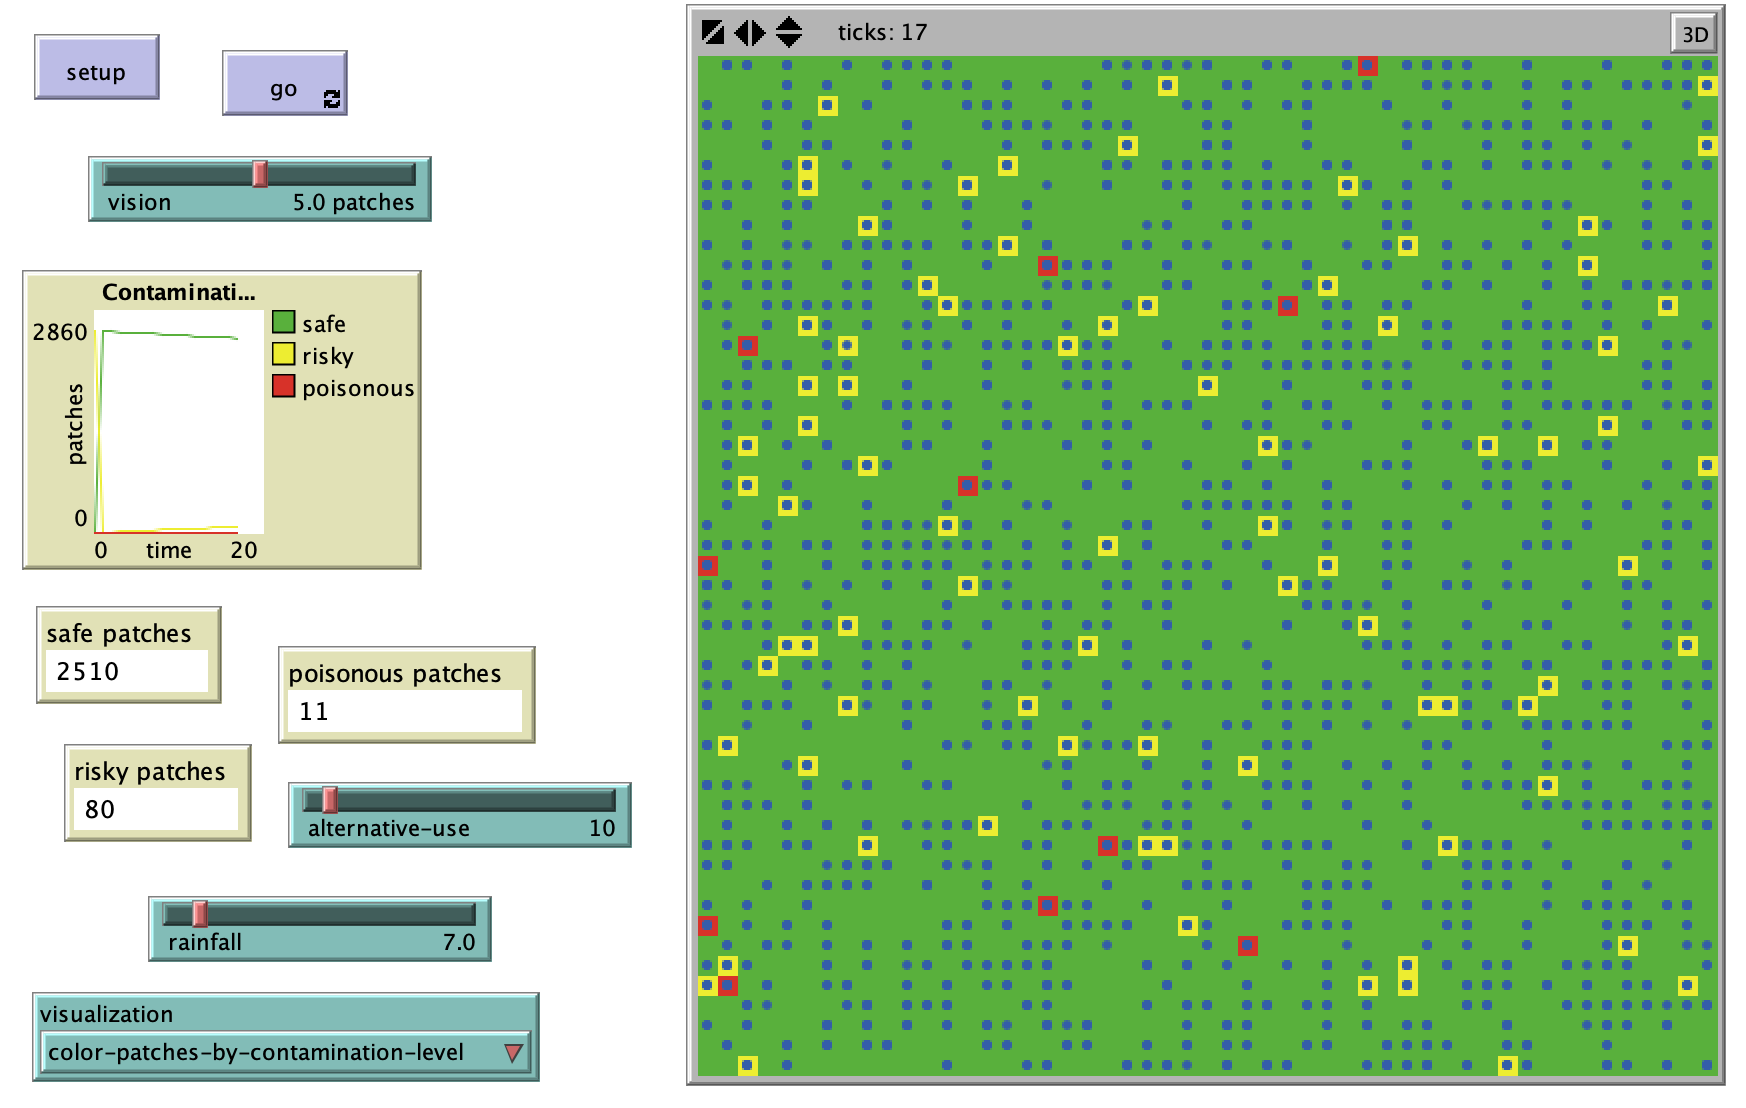 setup
go
ticks: 17
3D
vision 5.0 patches
Contaminati...
2860
safe
risky
poisonous
patches
0
0 time 20
safe patches
2510
poisonous patches
11
risky patches
80
alternative-use 10
rainfall 7.0
visualization
color-patches-by-contamination-level